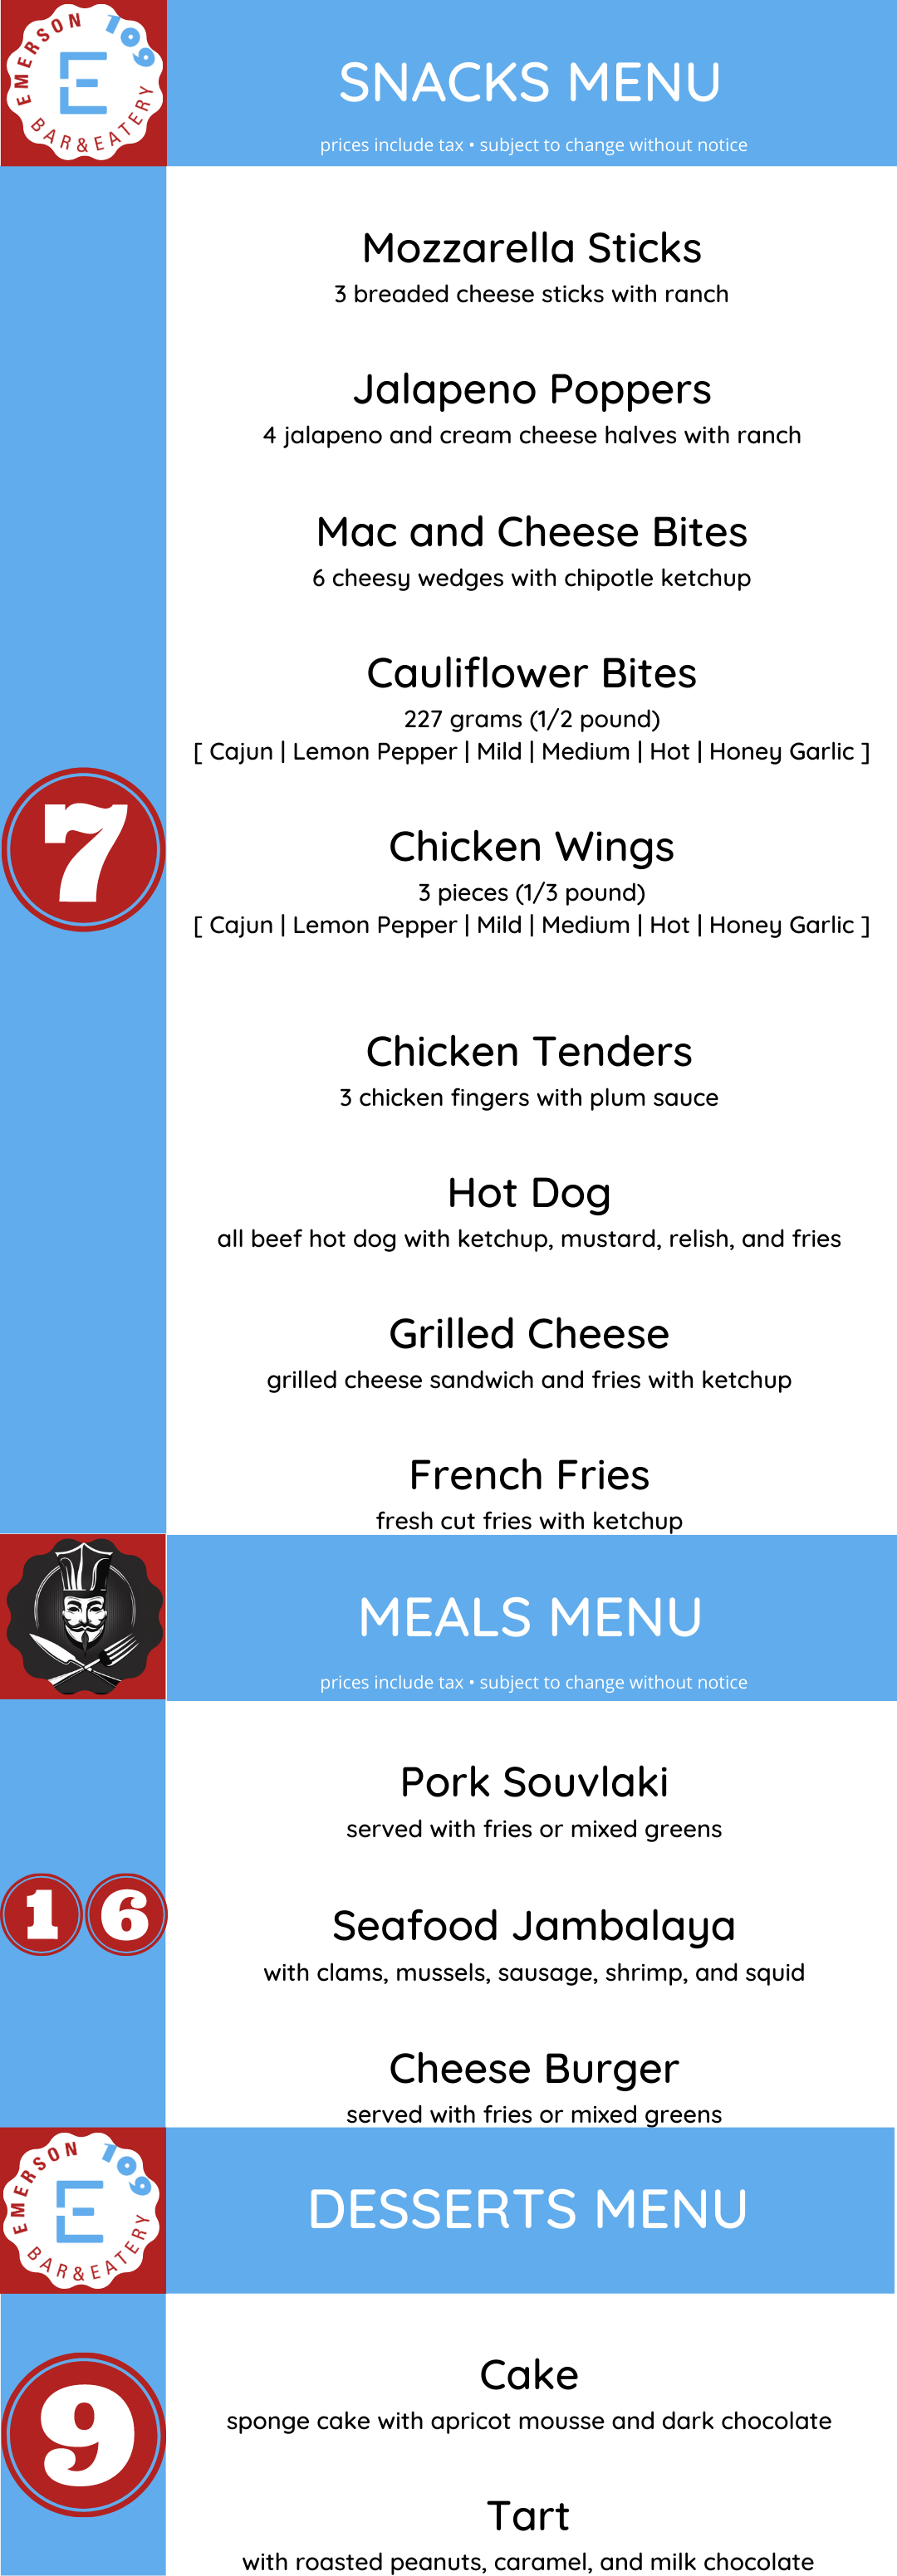 EMERSON 109
E
BAR & EATERY
SNACKS MENU
prices include tax • subject to change without notice
Mozzarella Sticks
3 breaded cheese sticks with ranch
Jalapeno Poppers
4 jalapeno and cream cheese halves with ranch
Mac and Cheese Bites
6 cheesy wedges with chipotle ketchup
Cauliflower Bites
227 grams (1/2 pound)
[ Cajun | Lemon Pepper | Mild | Medium | Hot | Honey Garlic ]
7
Chicken Wings
3 pieces (1/3 pound)
[ Cajun | Lemon Pepper | Mild | Medium | Hot | Honey Garlic ]
Chicken Tenders
3 chicken fingers with plum sauce
Hot Dog
all beef hot dog with ketchup, mustard, relish, and fries
Grilled Cheese
grilled cheese sandwich and fries with ketchup
French Fries
fresh cut fries with ketchup
MEALS MENU
prices include tax • subject to change without notice
Pork Souvlaki
served with fries or mixed greens
16
Seafood Jambalaya
with clams, mussels, sausage, shrimp, and squid
Cheese Burger
served with fries or mixed greens
EMERSON 109
E
BAR & EATERY
DESSERTS MENU
9
Cake
sponge cake with apricot mousse and dark chocolate
Tart
with roasted peanuts, caramel, and milk chocolate